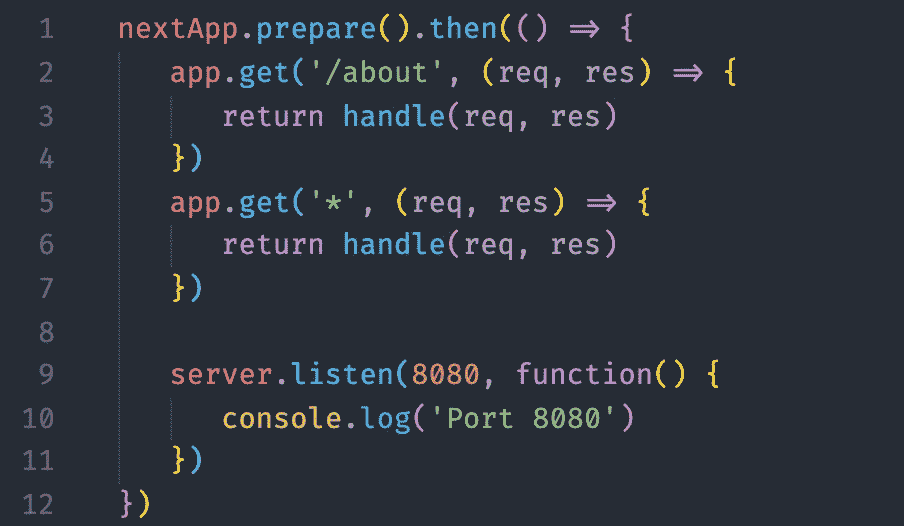 1 nextApp.prepare().then(() => {
2 app.get('/about', (req, res) => {
3 return handle(req, res)
4 })
5 app.get('*', (req, res) => {
6 return handle(req, res)
7 })
8
9 server.listen(8080, function() {
10 console.log('Port 8080')
11 })
12 })